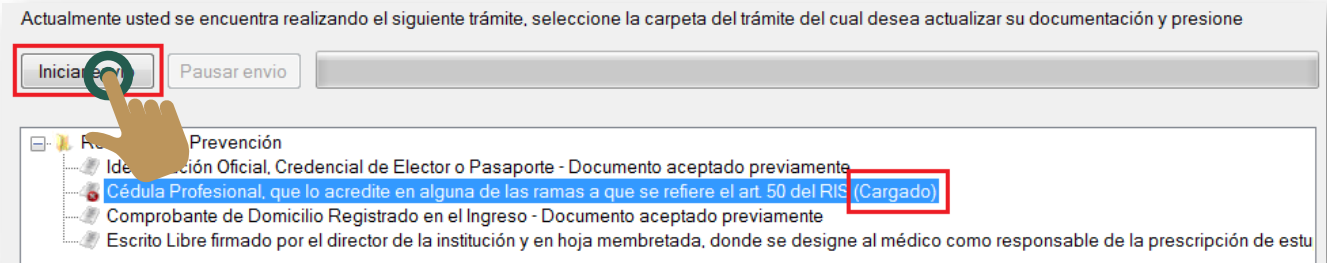 Actualmente usted se encuentra realizando el siguiente trámite, seleccione la carpeta del trámite del cual desea actualizar su documentación y presione
Iniciar Pausar envio
Prevención
Oficial, Credencial de Elector o Pasaporte - Documento aceptado previamente
Cédula Profesional, que lo acredite en alguna de las ramas a que se refiere el art. 50 del RIS (Cargado)
Comprobante de Domicilio Registrado en el Ingreso - Documento aceptado previamente
Escrito Libre firmado por el director de la institución y en hoja membretada, donde se designe al médico como responsable de la prescripción de estu